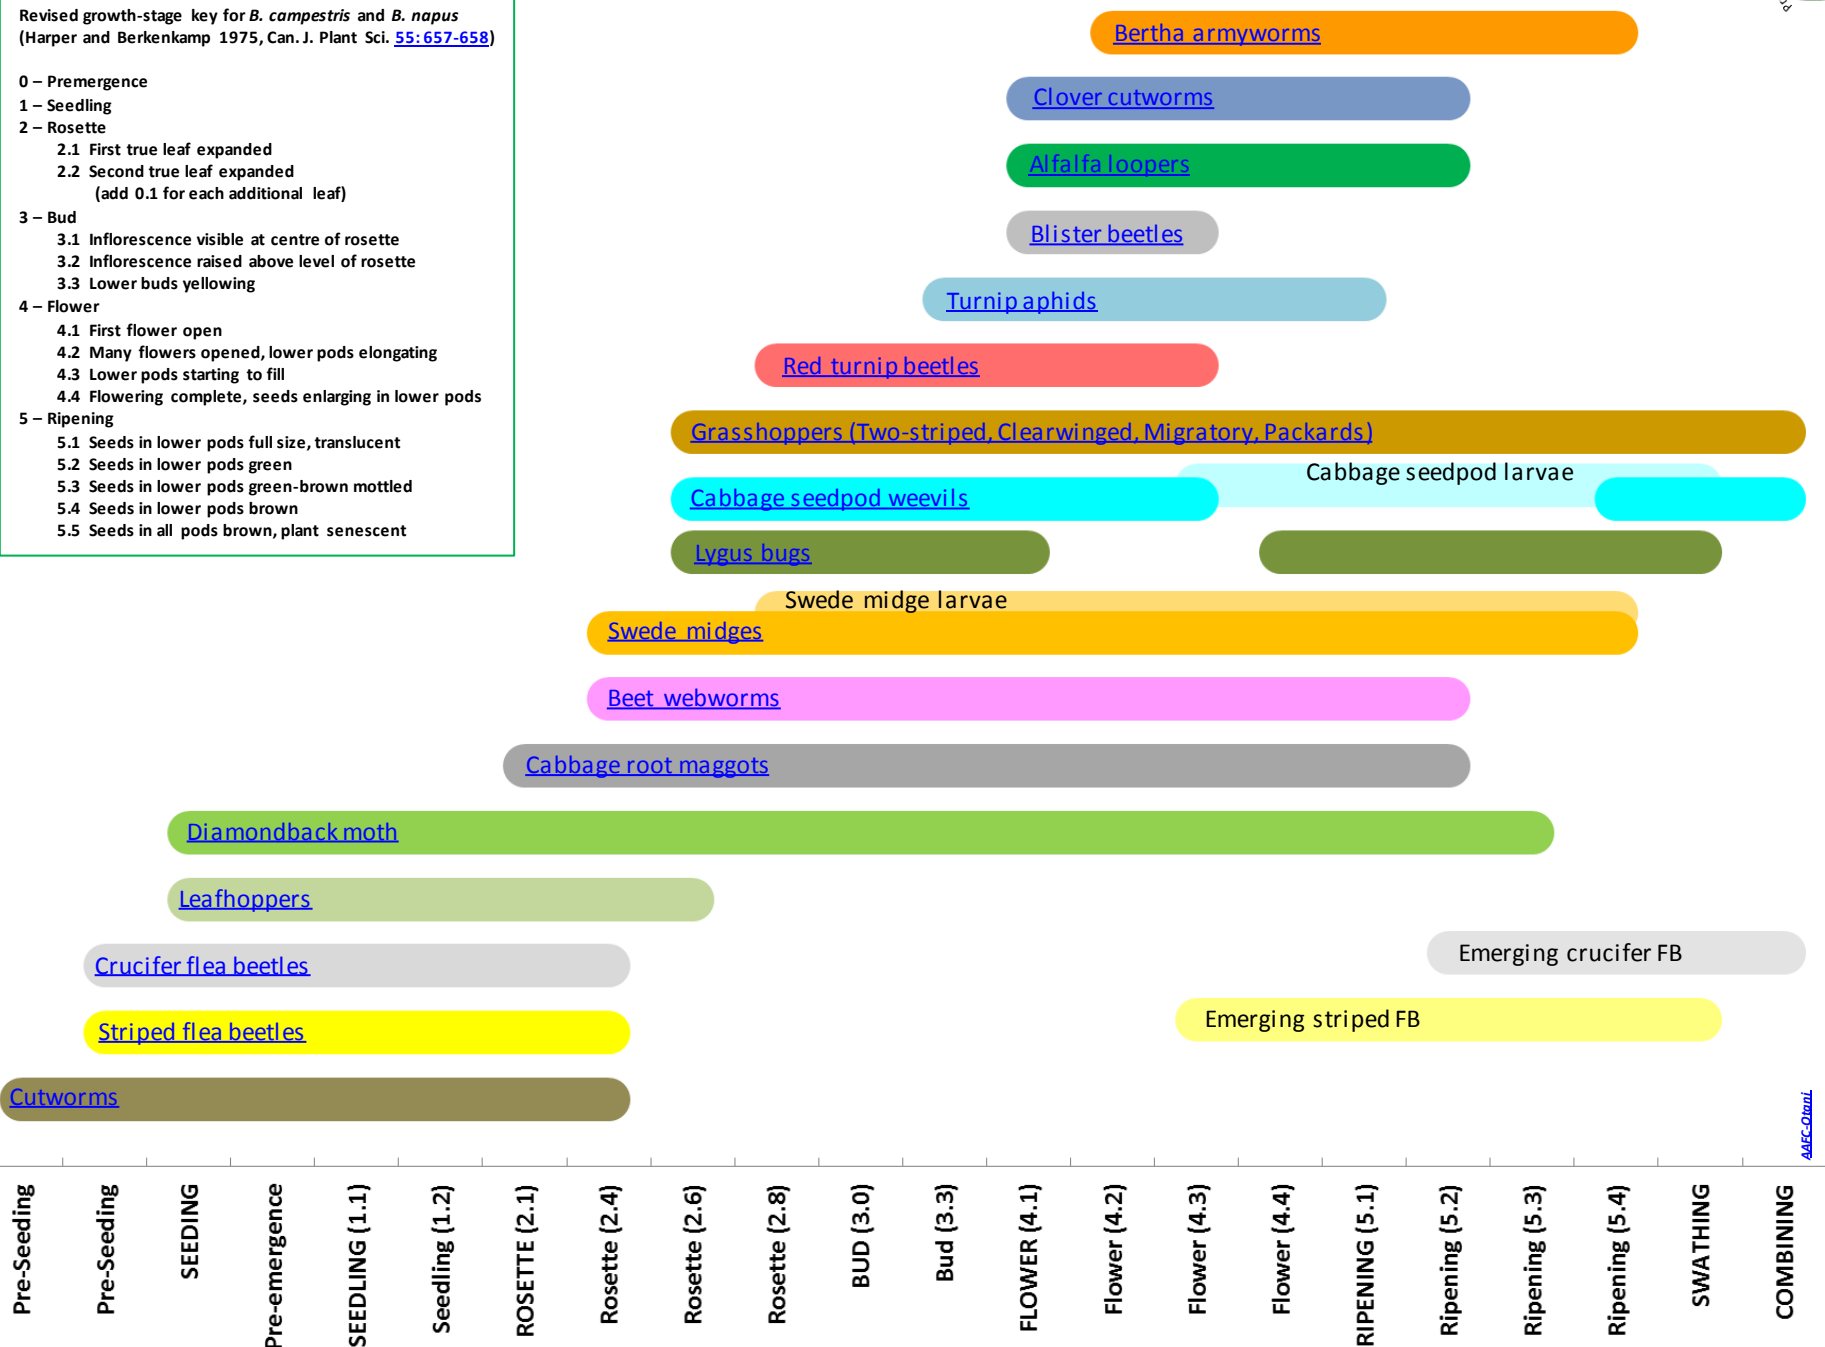 Revised growth-stage key for B. campestris and B. napus
(Harper and Berkenkamp 1975, Can. J. Plant Sci. 55:657-658)
0 – Premergence
1 – Seedling
2 – Rosette
2.1 First true leaf expanded
2.2 Second true leaf expanded
(add 0.1 for each additional leaf)
3 – Bud
3.1 Inflorescence visible at centre of rosette
3.2 Inflorescence raised above level of rosette
3.3 Lower buds yellowing
4 – Flower
4.1 First flower open
4.2 Many flowers opened, lower pods elongating
4.3 Lower pods starting to fill
4.4 Flowering complete, seeds enlarging in lower pods
5 – Ripening
5.1 Seeds in lower pods full size, translucent
5.2 Seeds in lower pods green
5.3 Seeds in lower pods green-brown mottled
5.4 Seeds in lower pods brown
5.5 Seeds in all pods brown, plant senescent
Bertha armyworms
Clover cutworms
Alfalfa loopers
Blister beetles
Turnip aphids
Red turnip beetles
Grasshoppers (Two-striped, Clearwinged, Migratory, Packards)
Cabbage seedpod larvae
Cabbage seedpod weevils
Lygus bugs
Swede midge larvae
Swede midges
Beet webworms
Cabbage root maggots
Diamondback moth
Leafhoppers
Crucifer flea beetles
Emerging crucifer FB
Striped flea beetles
Emerging striped FB
Cutworms
AAFC-Otani
Pre-Seeding
Pre-Seeding
SEEDING
Pre-emergence
SEEDLING (1.1)
Seedling (1.2)
ROSETTE (2.1)
Rosette (2.4)
Rosette (2.6)
Rosette (2.8)
BUD (3.0)
Bud (3.3)
FLOWER (4.1)
Flower (4.2)
Flower (4.3)
Flower (4.4)
RIPENING (5.1)
Ripening (5.2)
Ripening (5.3)
Ripening (5.4)
SWATHING
COMBINING